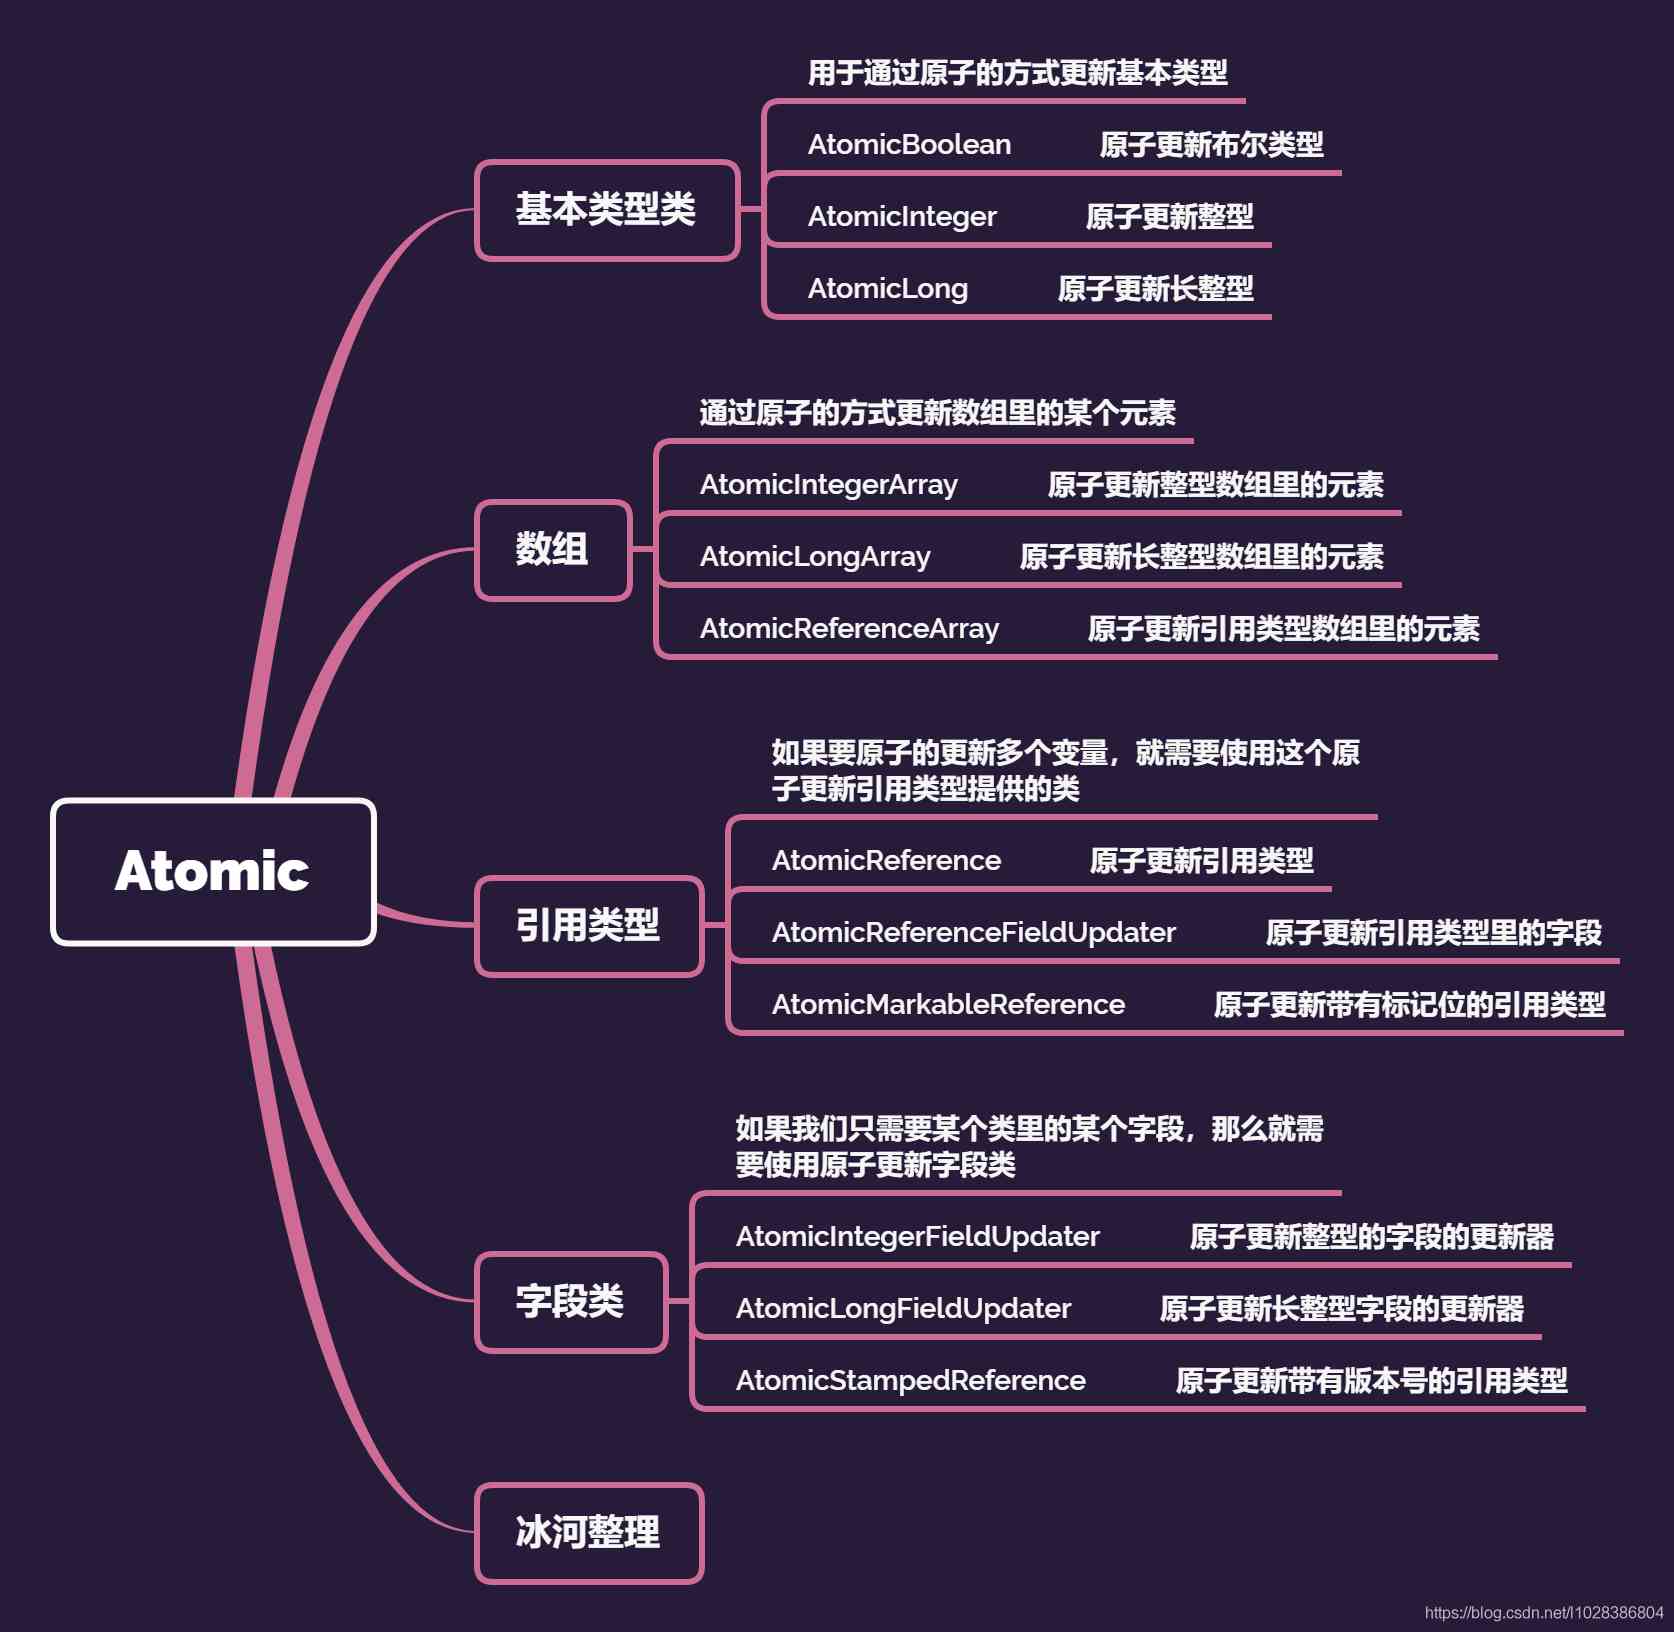 Atomic
基本类型类
用于通过原子的方式更新基本类型
AtomicBoolean 原子更新布尔类型
AtomicInteger 原子更新整型
AtomicLong 原子更新长整型
数组
通过原子的方式更新数组里的某个元素
AtomicIntegerArray 原子更新整型数组里的元素
AtomicLongArray 原子更新长整型数组里的元素
AtomicReferenceArray 原子更新引用类型数组里的元素
引用类型
如果要原子的更新多个变量，就需要使用这个原
子更新引用类型提供的类
AtomicReference 原子更新引用类型
AtomicReferenceFieldUpdater 原子更新引用类型里的字段
AtomicMarkableReference 原子更新带有标记位的引用类型
字段类
如果我们只需要某个类里的某个字段，那么就需
要使用原子更新字段类
AtomicIntegerFieldUpdater 原子更新整型的字段的更新器
AtomicLongFieldUpdater 原子更新长整型字段的更新器
AtomicStampedReference 原子更新带有版本号的引用类型
冰河整理
https://blog.csdn.net/l1028386804